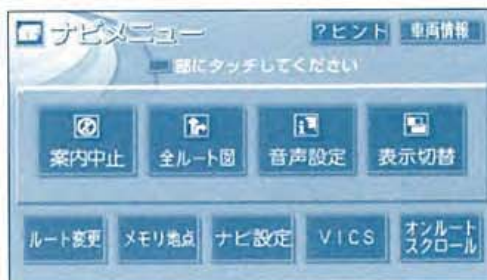 ナビメニュー
?ヒント
車両情報
部にタッチしてください
案内中止
全ルート図
音声設定
表示切替
ルート変更
メモリ地点
ナビ設定
VICS
オンルート
スクロール